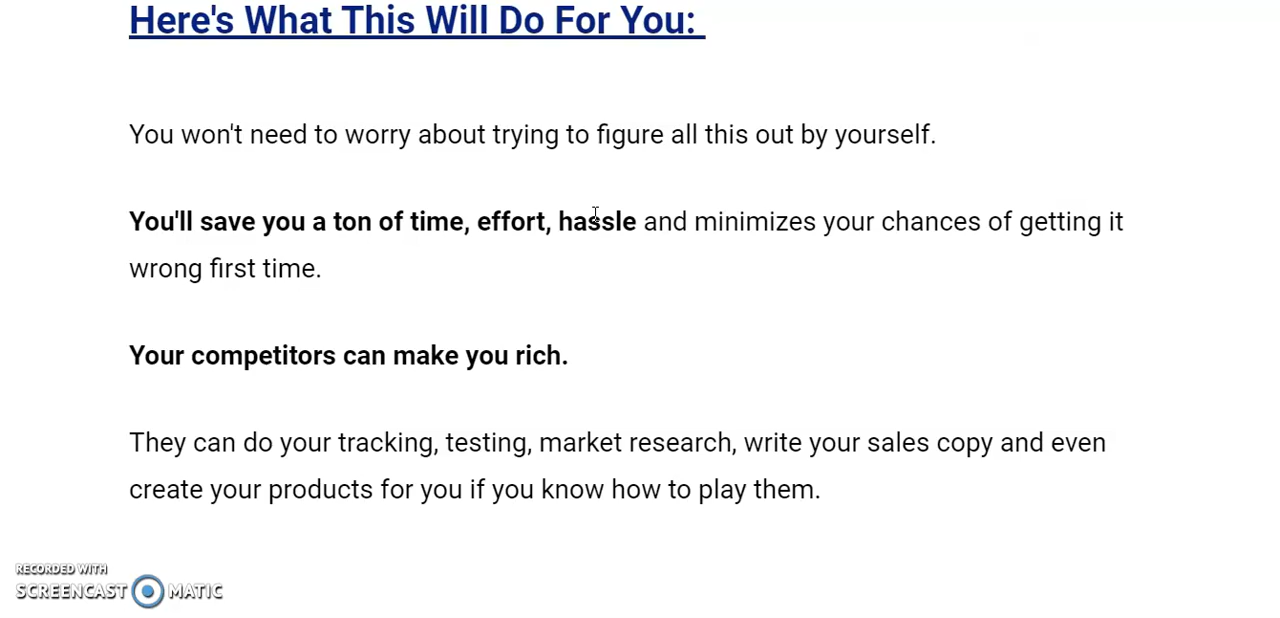 Here's What This Will Do For You:
You won't need to worry about trying to figure all this out by yourself.
You'll save you a ton of time, effort, hassle and minimizes your chances of getting it
wrong first time.
Your competitors can make you rich.
They can do your tracking, testing, market research, write your sales copy and even
create your products for you if you know how to play them.
RECORDED WITH
SCREENCAST MATIC